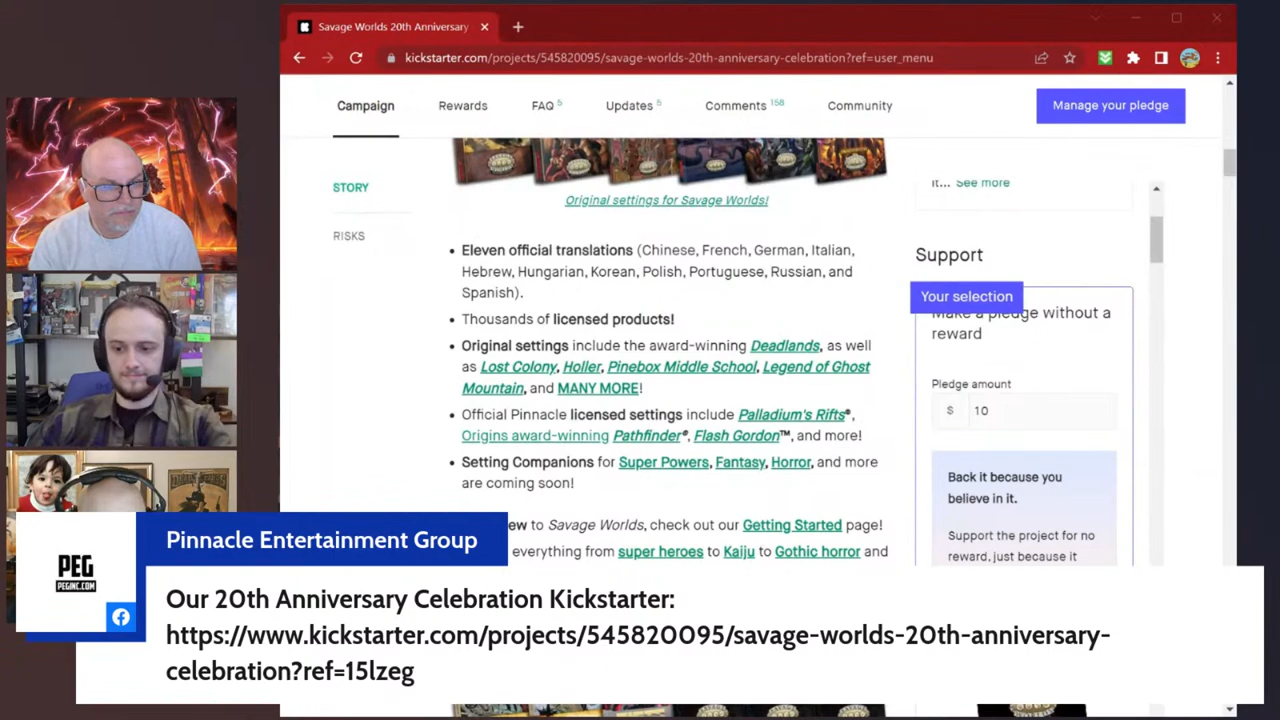 Savage Worlds 20th Anniversary
kickstarter.com/projects/545820095/savage-worlds-20th-anniversary-celebration?ref=user_menu
Campaign
Rewards
FAQ 5
Updates 5
Comments 158
Community
Manage your pledge
STORY
RISKS
Original settings for Savage Worlds!
Eleven official translations (Chinese, French, German, Italian,
Hebrew, Hungarian, Korean, Polish, Portuguese, Russian, and
Spanish).
Thousands of licensed products!
Original settings include the award-winning Deadlands, as well
as Lost Colony, Holler, Pinebox Middle School, Legend of Ghost
Mountain, and MANY MORE!
Official Pinnacle licensed settings include Palladium's Rifts®,
Origins award-winning Pathfinder®, Flash Gordon™, and more!
Setting Companions for Super Powers, Fantasy, Horror, and more
are coming soon!
ew to Savage Worlds, check out our Getting Started page!
everything from super heroes to Kaiju to Gothic horror and
it... See more
Support
Your selection
Make a pledge without a
reward
Pledge amount
$ 10
Back it because you
believe in it.
Support the project for no
reward, just because it
PEG
PEGINC.COM
Pinnacle Entertainment Group
Our 20th Anniversary Celebration Kickstarter:
https://www.kickstarter.com/projects/545820095/savage-worlds-20th-anniversary-
celebration?ref=15lzeg